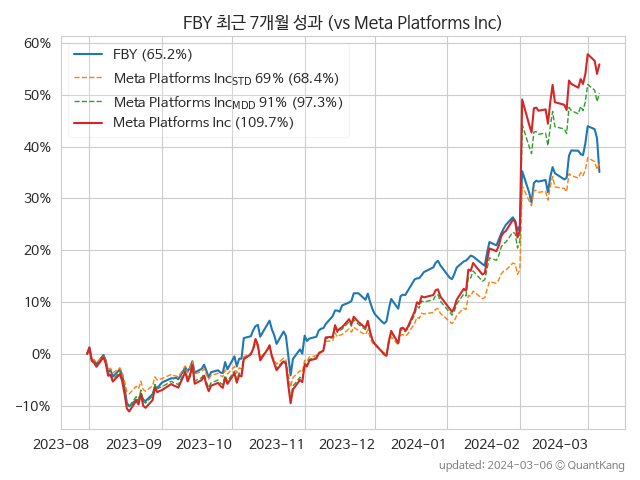 FBY 최근 7개월 성과 (vs Meta Platforms Inc)
60%
50%
40%
30%
20%
10%
0%
−10%
FBY (65.2%)
Meta Platforms Inc_STD 69% (68.4%)
Meta Platforms Inc_MDD 91% (97.3%)
Meta Platforms Inc (109.7%)
2023-08 2023-09 2023-10 2023-11 2023-12 2024-01 2024-02 2024-03
updated: 2024-03-06 © QuantKang